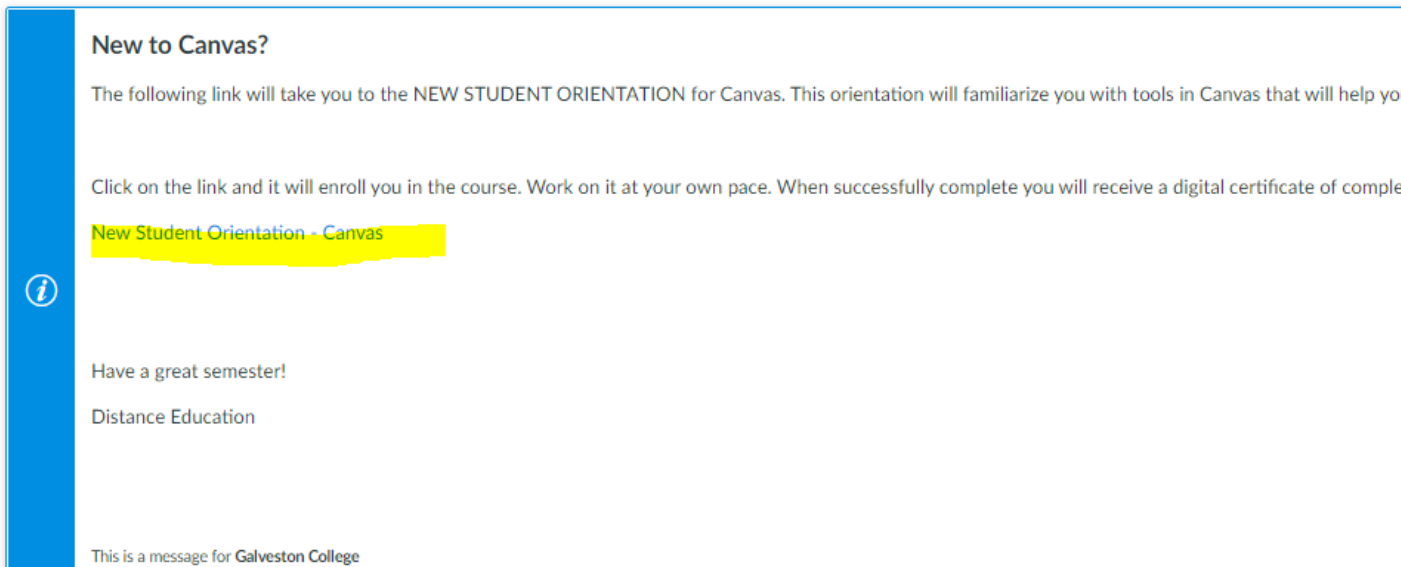 New to Canvas?
The following link will take you to the NEW STUDENT ORIENTATION for Canvas. This orientation will familiarize you with tools in Canvas that will help
Click on the link and it will enroll you in the course. Work on it at your own pace. When successfully complete you will receive a digital certificate of
New Student Orientation - Canvas
i
Have a great semester!
Distance Education
This is a message for Galveston College